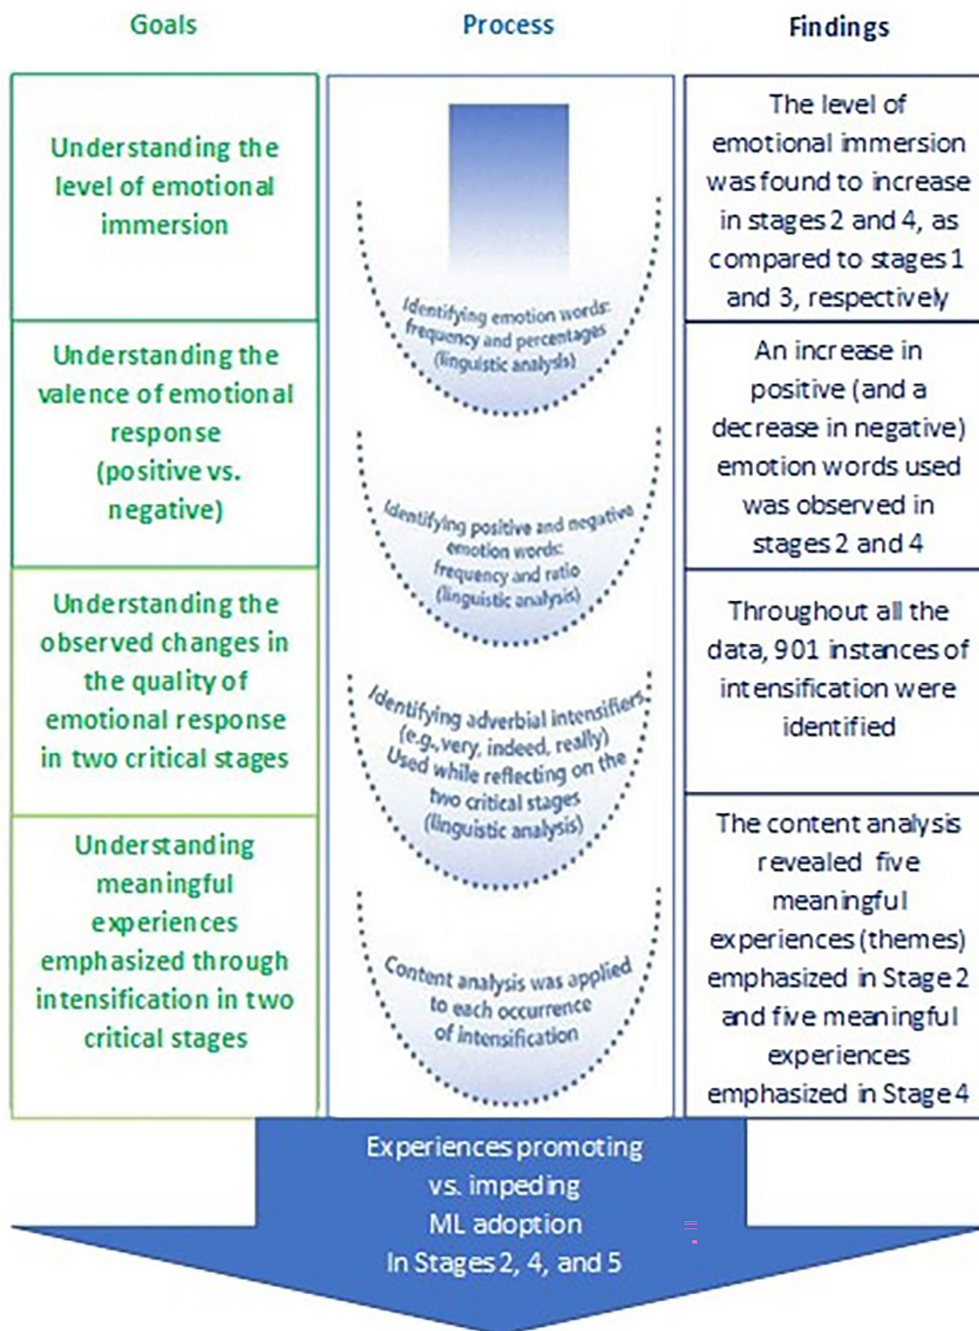 Goals
Process
Findings
Understanding the
level of emotional
immersion
Identifying emotion words:
frequency and percentages
(linguistic analysis)
The level of
emotional immersion
was found to increase
in stages 2 and 4, as
compared to stages 1
and 3, respectively
Understanding the
valence of emotional
response
(positive vs.
negative)
Identifying positive and negative
emotion words:
frequency and ratio
(linguistic analysis)
An increase in
positive (and a
decrease in negative)
emotion words used
was observed in
stages 2 and 4
Understanding the
observed changes in
the quality of
emotional response
in two critical stages
Identifying adverbial intensifiers
(e.g., very, indeed, really)
Used while reflecting on the
two critical stages
(linguistic analysis)
Throughout all the
data, 901 instances of
intensification were
identified
Understanding
meaningful
experiences
emphasized through
intensification in two
critical stages
Content analysis was applied
to each occurrence
of intensification
The content analysis
revealed five
meaningful
experiences (themes)
emphasized in Stage 2
and five meaningful
experiences
emphasized in Stage 4
Experiences promoting
vs. impeding
ML adoption
In Stages 2, 4, and 5